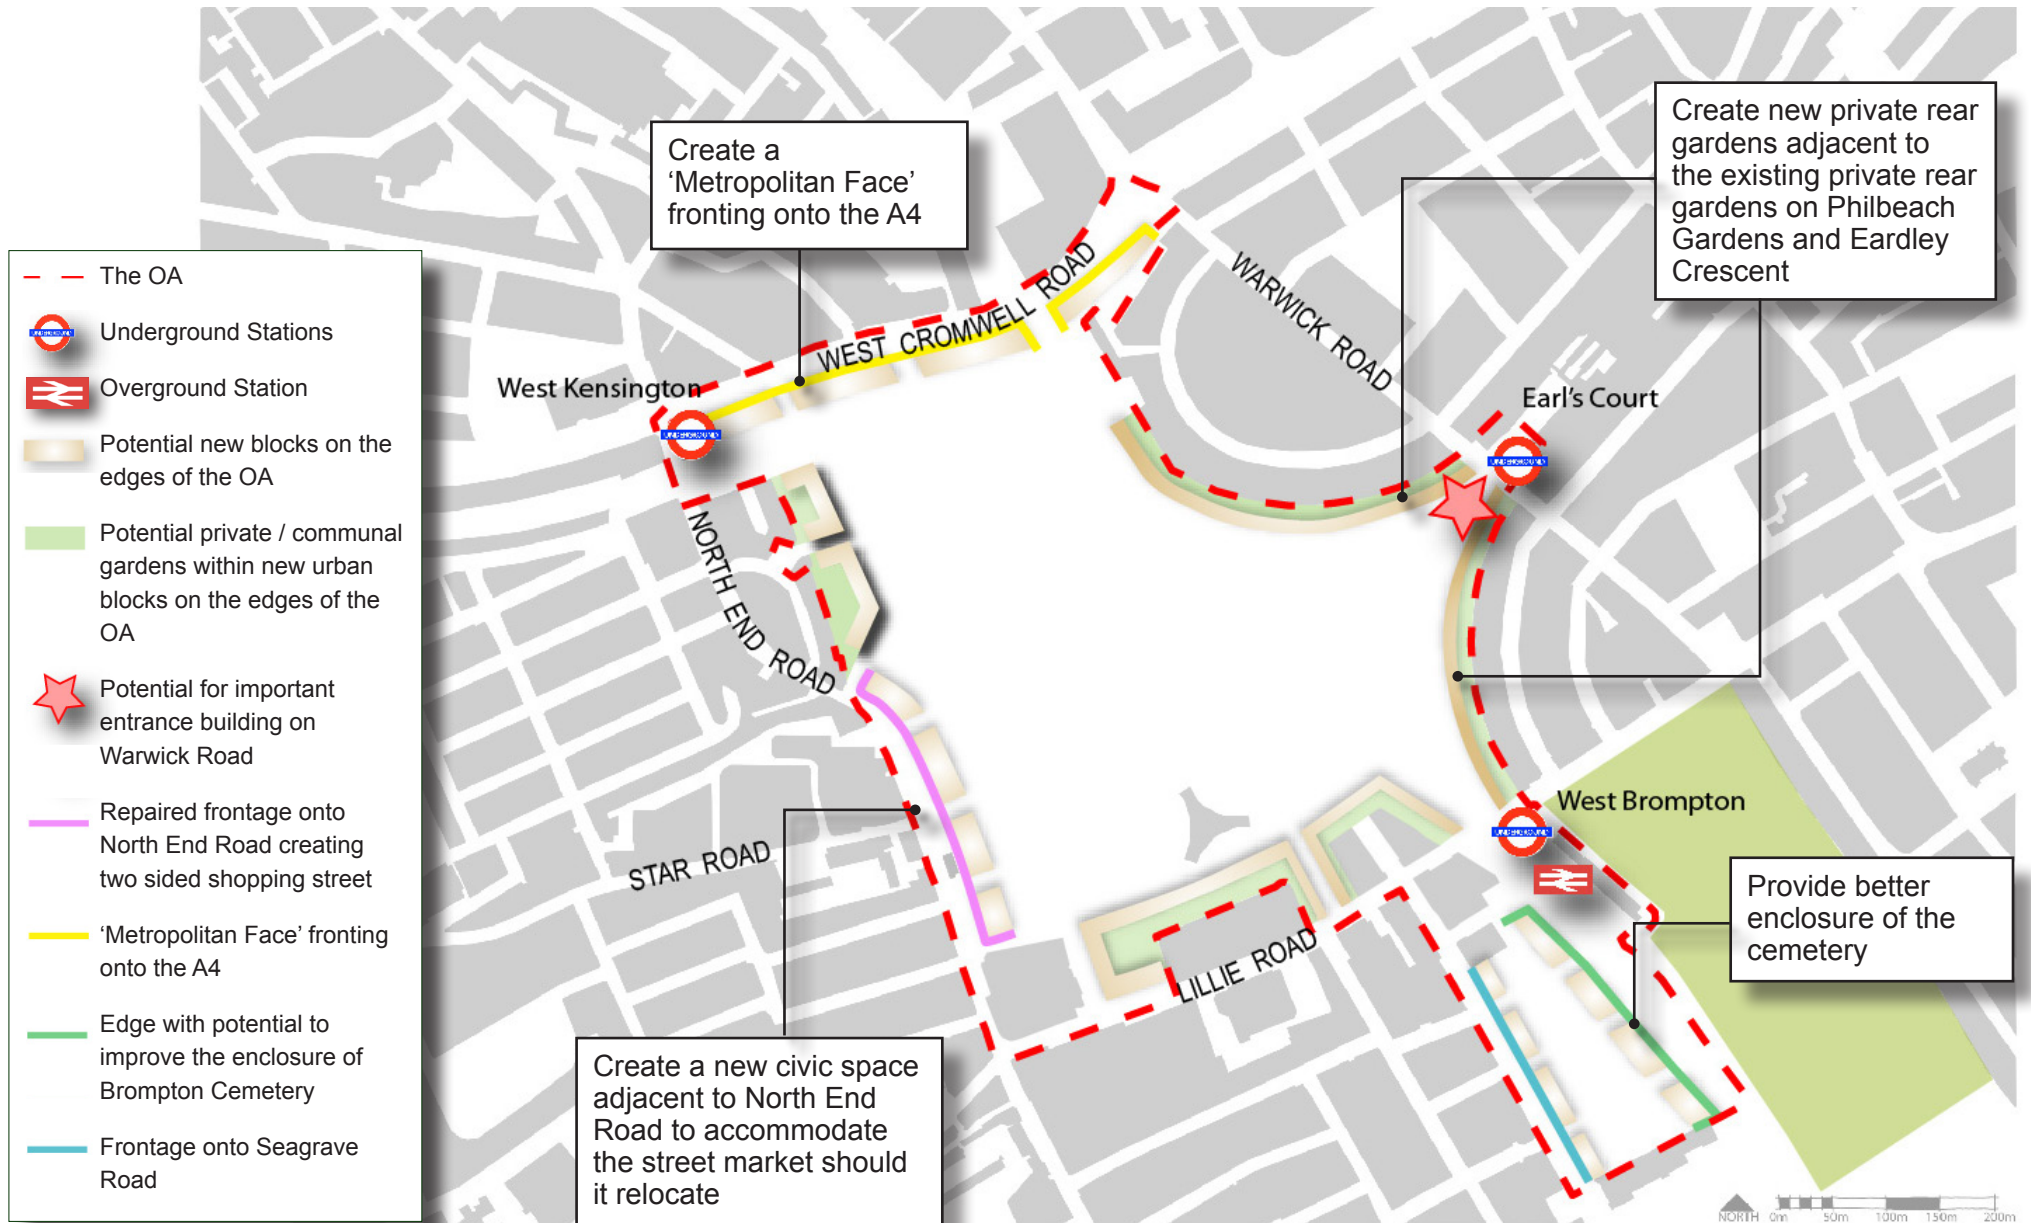 The OA
Underground Stations
Overground Station
Potential new blocks on the
edges of the OA
Potential private / communal
gardens within new urban
blocks on the edges of the
OA
Potential for important
entrance building on
Warwick Road
Repaired frontage onto
North End Road creating
two sided shopping street
‘Metropolitan Face’ fronting
onto the A4
Edge with potential to
improve the enclosure of
Brompton Cemetery
Frontage onto Seagrave
Road
Create a
‘Metropolitan Face’
fronting onto the A4
Create new private rear
gardens adjacent to
the existing private rear
gardens on Philbeach
Gardens and Eardley
Crescent
WEST CROMWELL ROAD
WARWICK ROAD
West Kensington
Earl's Court
NORTH END ROAD
STAR ROAD
West Brompton
LILLIE ROAD
Provide better
enclosure of the
cemetery
Create a new civic space
adjacent to North End
Road to accommodate
the street market should
it relocate
NORTH
0m 50m 100m 150m 200m